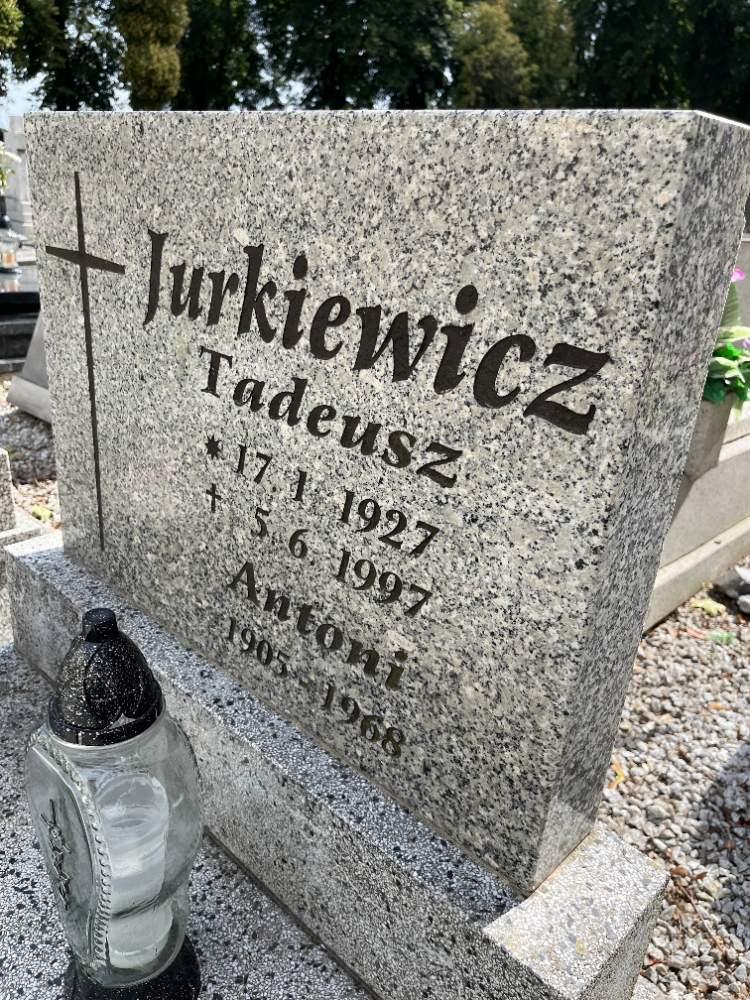 Jurkiewicz
Tadeusz
* 17. 1 1927
† 5. 6. 1997
Antoni
1905 - 1968